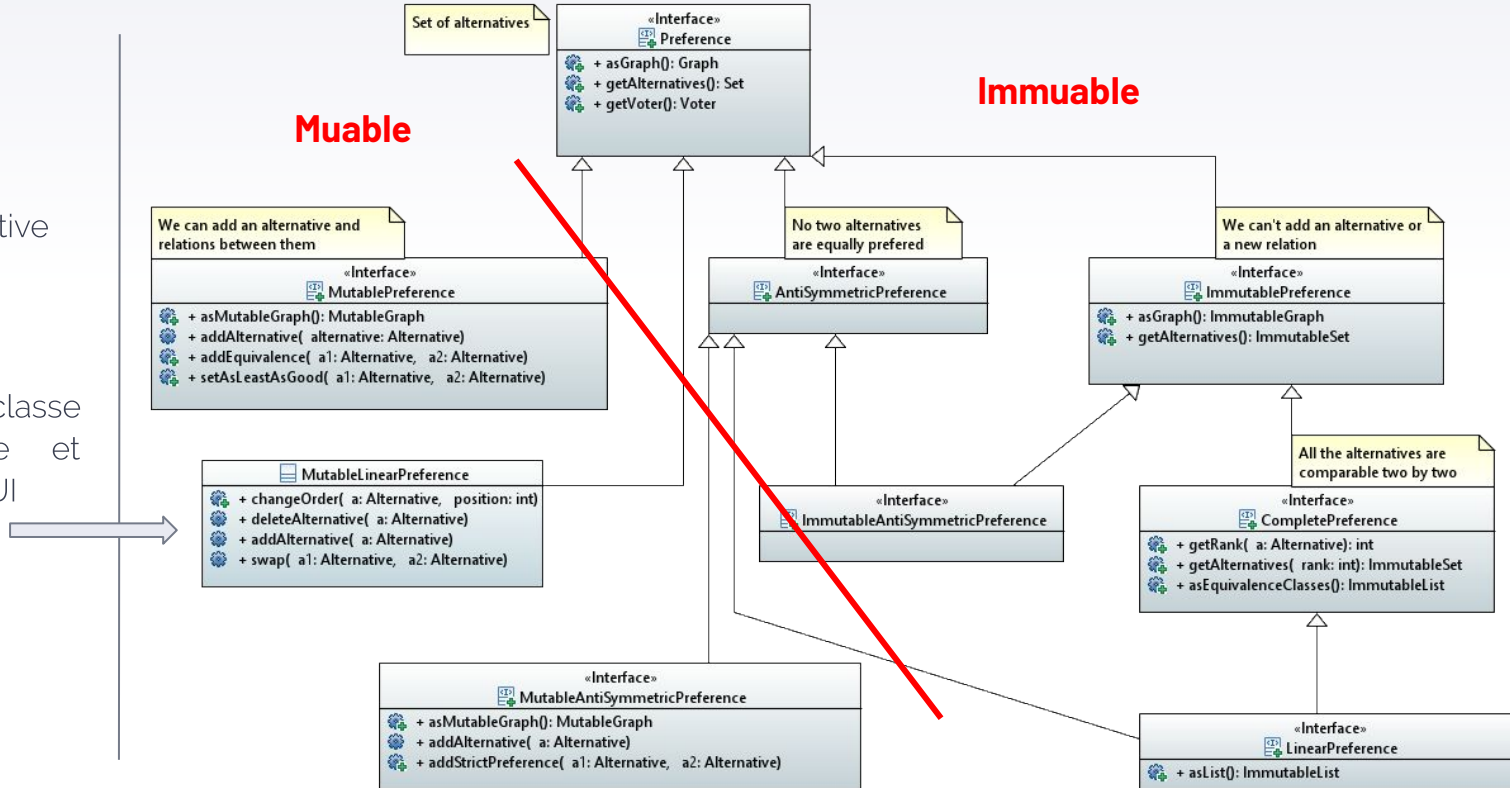 tive
classe
e et
UI
Muable
Immuable
Set of alternatives
«Interface»
Preference
+ asGraph(): Graph
+ getAlternatives(): Set
+ getVoter(): Voter
We can add an alternative and
relations between them
«Interface»
MutablePreference
+ asMutableGraph(): MutableGraph
+ addAlternative( alternative: Alternative)
+ addEquivalence( a1: Alternative, a2: Alternative)
+ setAsLeastAsGood( a1: Alternative, a2: Alternative)
No two alternatives
are equally prefered
«Interface»
AntiSymmetricPreference
We can't add an alternative or
a new relation
«Interface»
ImmutablePreference
+ asGraph(): ImmutableGraph
+ getAlternatives(): ImmutableSet
MutableLinearPreference
+ changeOrder( a: Alternative, position: int)
+ deleteAlternative( a: Alternative)
+ addAlternative( a: Alternative)
+ swap( a1: Alternative, a2: Alternative)
«Interface»
ImmutableAntiSymmetricPreference
All the alternatives are
comparable two by two
«Interface»
CompletePreference
+ getRank( a: Alternative): int
+ getAlternatives( rank: int): ImmutableSet
+ asEquivalenceClasses(): ImmutableList
«Interface»
MutableAntiSymmetricPreference
+ asMutableGraph(): MutableGraph
+ addAlternative( a: Alternative)
+ addStrictPreference( a1: Alternative, a2: Alternative)
«Interface»
LinearPreference
+ asList(): ImmutableList